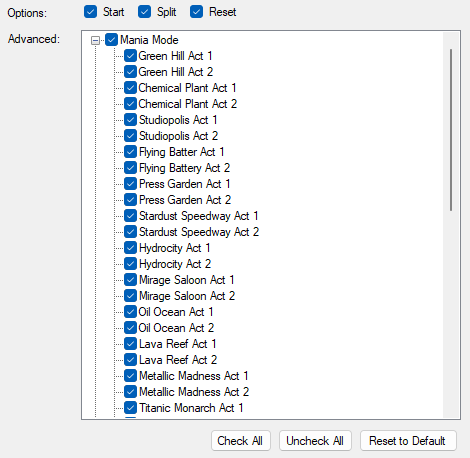 Options: Start Split Reset
Advanced: Mania Mode
Green Hill Act 1
Green Hill Act 2
Chemical Plant Act 1
Chemical Plant Act 2
Studiopolis Act 1
Studiopolis Act 2
Flying Batter Act 1
Flying Battery Act 2
Press Garden Act 1
Press Garden Act 2
Stardust Speedway Act 1
Stardust Speedway Act 2
Hydrocity Act 1
Hydrocity Act 2
Mirage Saloon Act 1
Mirage Saloon Act 2
Oil Ocean Act 1
Oil Ocean Act 2
Lava Reef Act 1
Lava Reef Act 2
Metallic Madness Act 1
Metallic Madness Act 2
Titanic Monarch Act 1
Check All Uncheck All Reset to Default